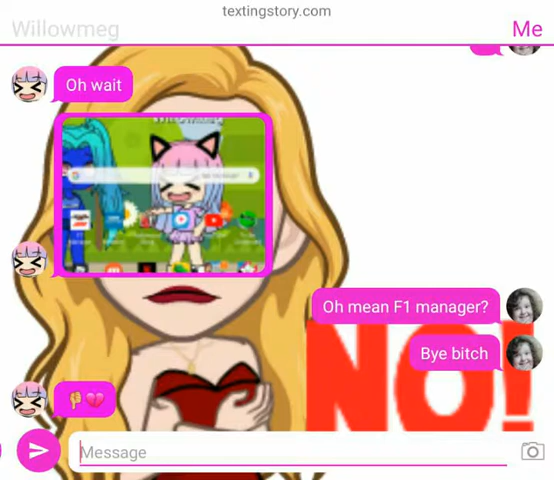 textingstory.com
Willowmeg
Me
Oh wait
Oh mean F1 manager?
Bye bitch
NO!
Message